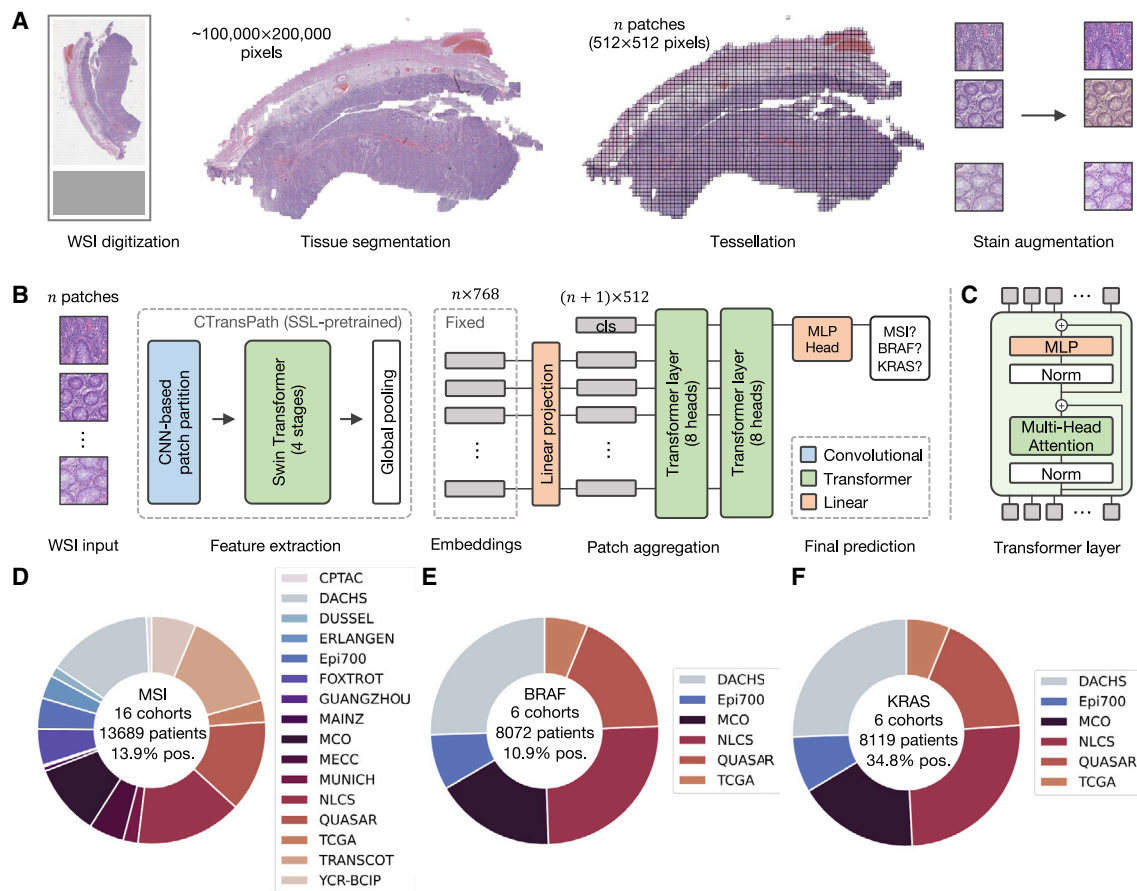 A
~100,000×200,000
pixels
n patches
(512×512 pixels)
WSI digitization
Tissue segmentation
Tessellation
Stain augmentation
B
n patches
CTransPath (SSL-pretrained)
CNN-based
patch partition
Swin Transformer
(4 stages)
Global pooling
n×768
Fixed
Linear projection
(n + 1)×512
cls
Transformer layer
(8 heads)
Transformer layer
(8 heads)
MLP
Head
MSI?
BRAF?
KRAS?
Convolutional
Transformer
Linear
WSI input
Feature extraction
Embeddings
Patch aggregation
Final prediction
C
+
MLP
Norm
+
Multi-Head
Attention
Norm
Transformer layer
D
MSI
16 cohorts
13689 patients
13.9% pos.
CPTAC
DACHS
DUSSEL
ERLANGEN
Epi700
FOXTROT
GUANGZHOU
MAINZ
MCO
MECC
MUNICH
NLCS
QUASAR
TCGA
TRANSCOT
YCR-BCIP
E
BRAF
6 cohorts
8072 patients
10.9% pos.
DACHS
Epi700
MCO
NLCS
QUASAR
TCGA
F
KRAS
6 cohorts
8119 patients
34.8% pos.
DACHS
Epi700
MCO
NLCS
QUASAR
TCGA